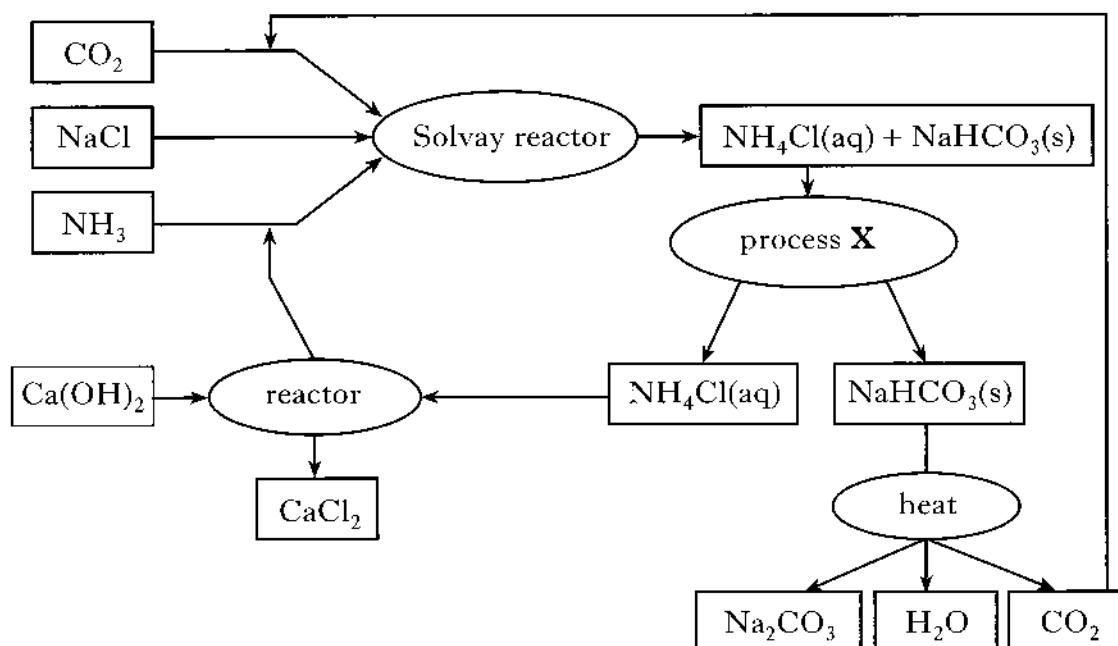 CO₂
NaCl
NH₃
Solvay reactor
NH₄Cl(aq) + NaHCO₃(s)
process X
Ca(OH)₂
reactor
NH₄Cl(aq)
NaHCO₃(s)
CaCl₂
heat
Na₂CO₃
H₂O
CO₂